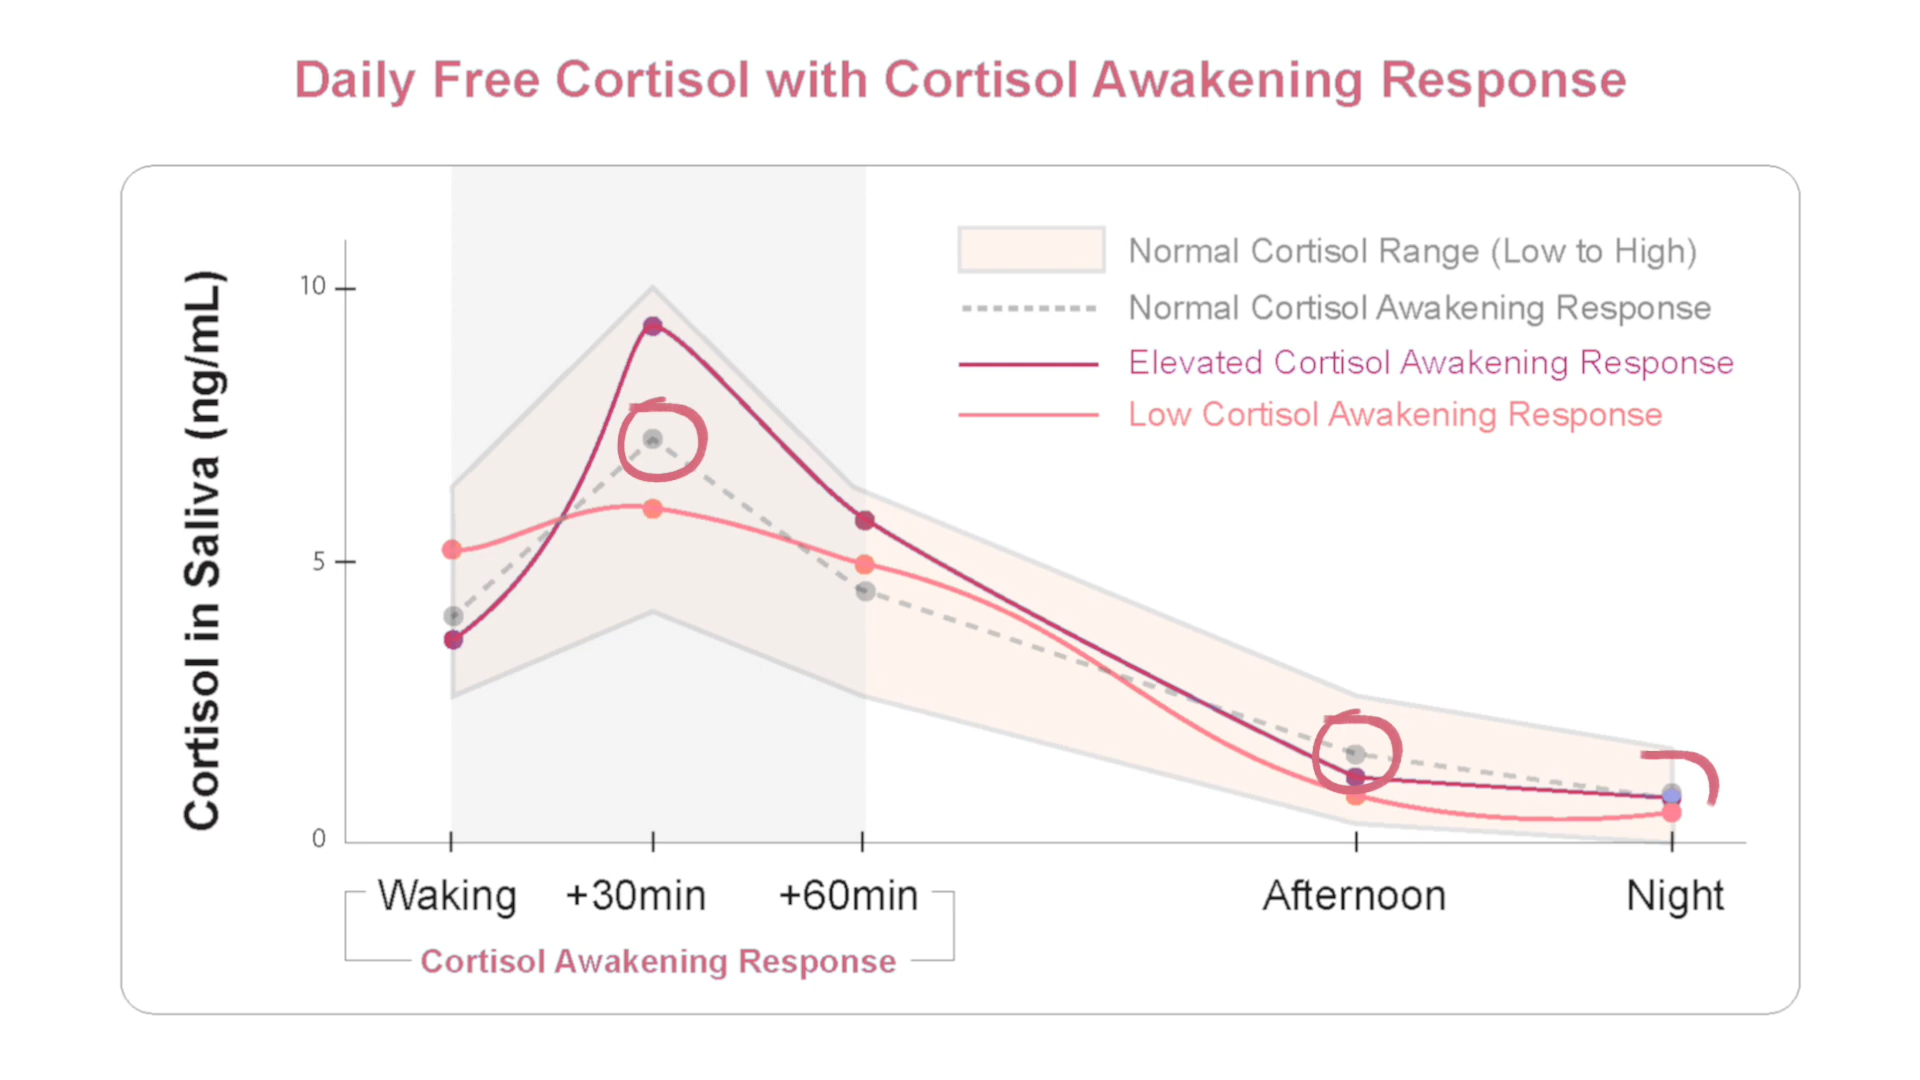 Daily Free Cortisol with Cortisol Awakening Response
Cortisol in Saliva (ng/mL)
10
5
0
Normal Cortisol Range (Low to High)
Normal Cortisol Awakening Response
Elevated Cortisol Awakening Response
Low Cortisol Awakening Response
Waking +30min +60min Afternoon Night
Cortisol Awakening Response